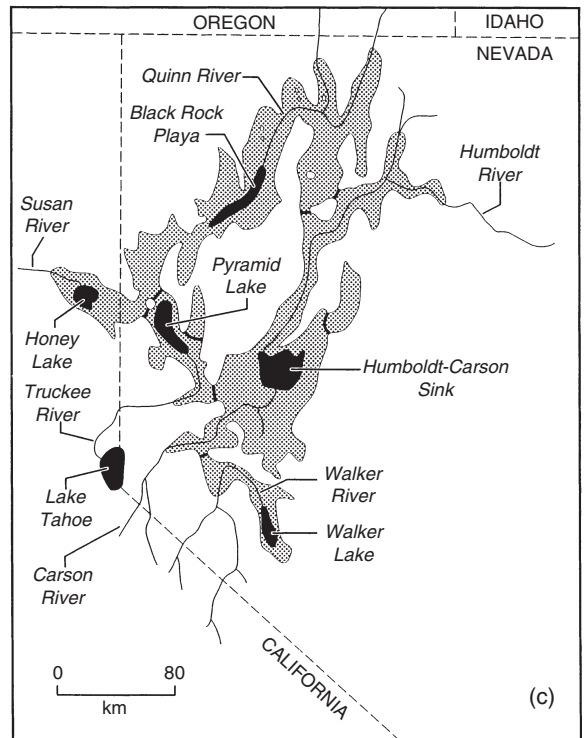 OREGON
IDAHO
NEVADA
Quinn River
Black Rock
Playa
Humboldt
River
Susan
River
Pyramid
Lake
Honey
Lake
Humboldt-Carson
Sink
Truckee
River
Lake
Tahoe
Walker
River
Walker
Lake
Carson
River
CALIFORNIA
0 80
km
(c)